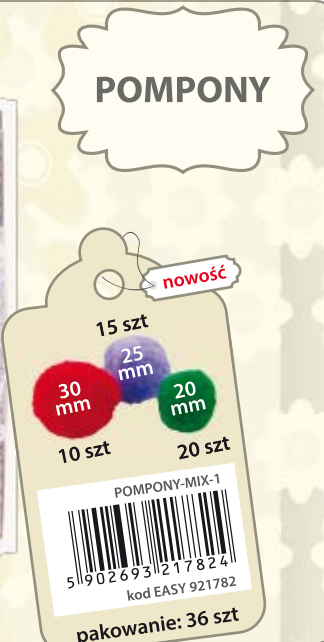 POMPONY
nowość
15 szt
25
mm
30
mm
20
mm
10 szt
20 szt
POMPONY-MIX-1
5 902693 217824
kod EASY 921782
pakowanie: 36 szt